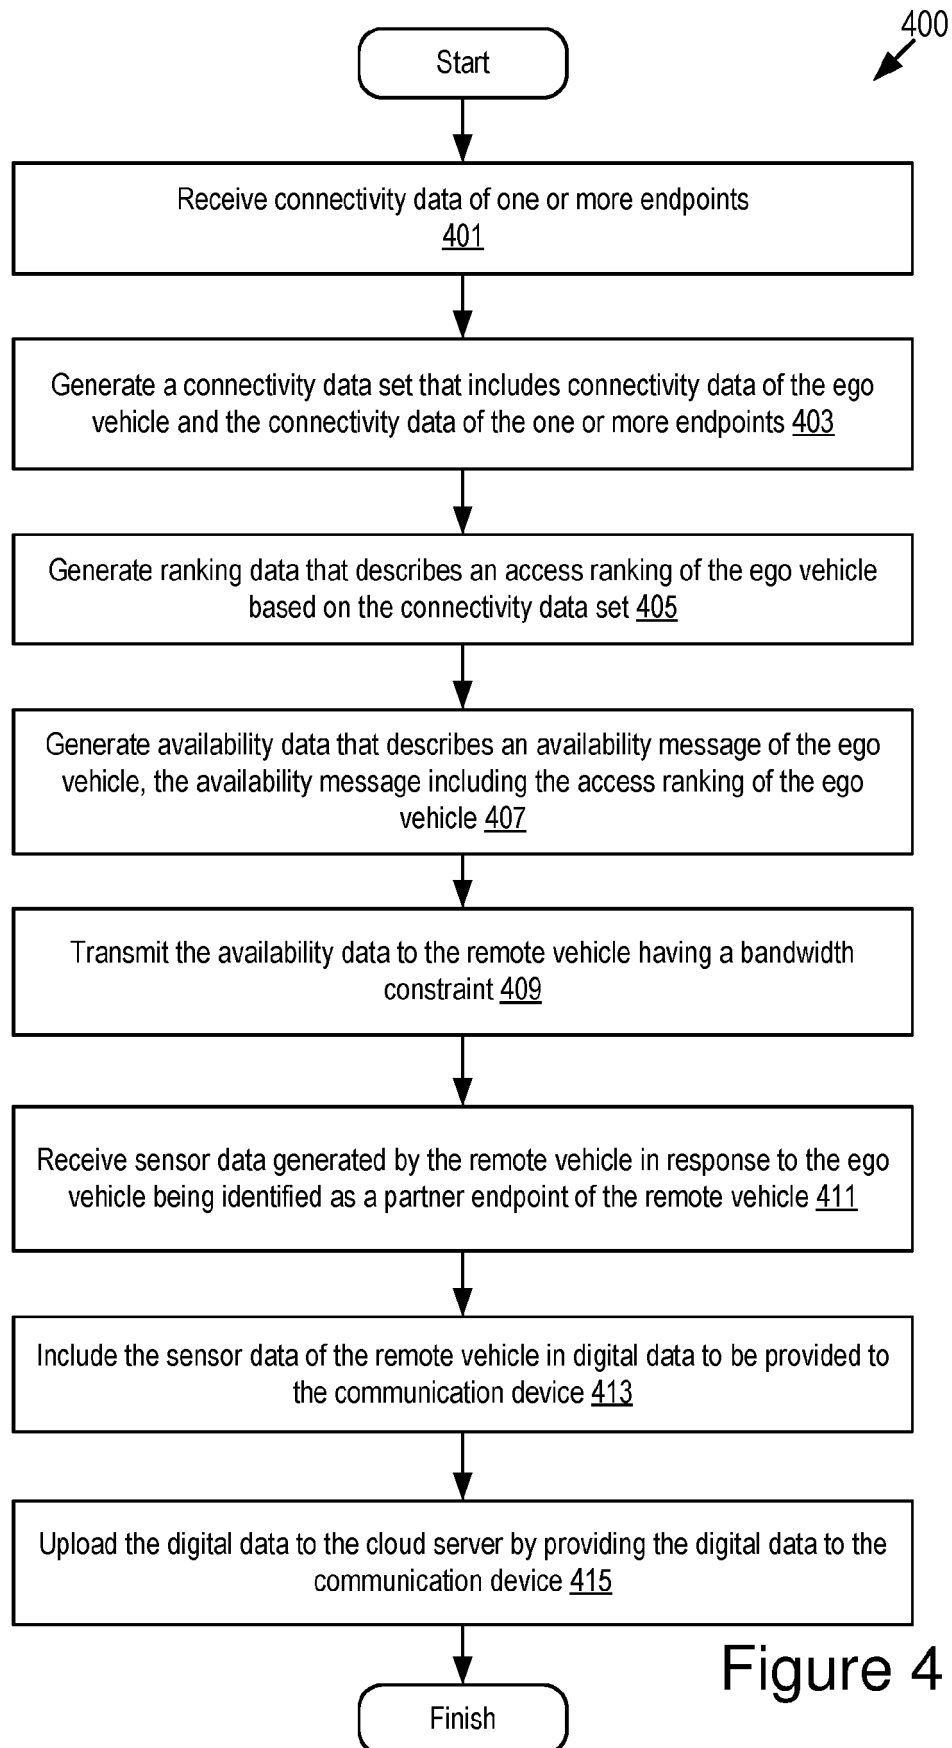 400
Start
Receive connectivity data of one or more endpoints
401
Generate a connectivity data set that includes connectivity data of the ego
vehicle and the connectivity data of the one or more endpoints 403
Generate ranking data that describes an access ranking of the ego vehicle
based on the connectivity data set 405
Generate availability data that describes an availability message of the ego
vehicle, the availability message including the access ranking of the ego
vehicle 407
Transmit the availability data to the remote vehicle having a bandwidth
constraint 409
Receive sensor data generated by the remote vehicle in response to the ego
vehicle being identified as a partner endpoint of the remote vehicle 411
Include the sensor data of the remote vehicle in digital data to be provided to
the communication device 413
Upload the digital data to the cloud server by providing the digital data to the
communication device 415
Figure 4
Finish